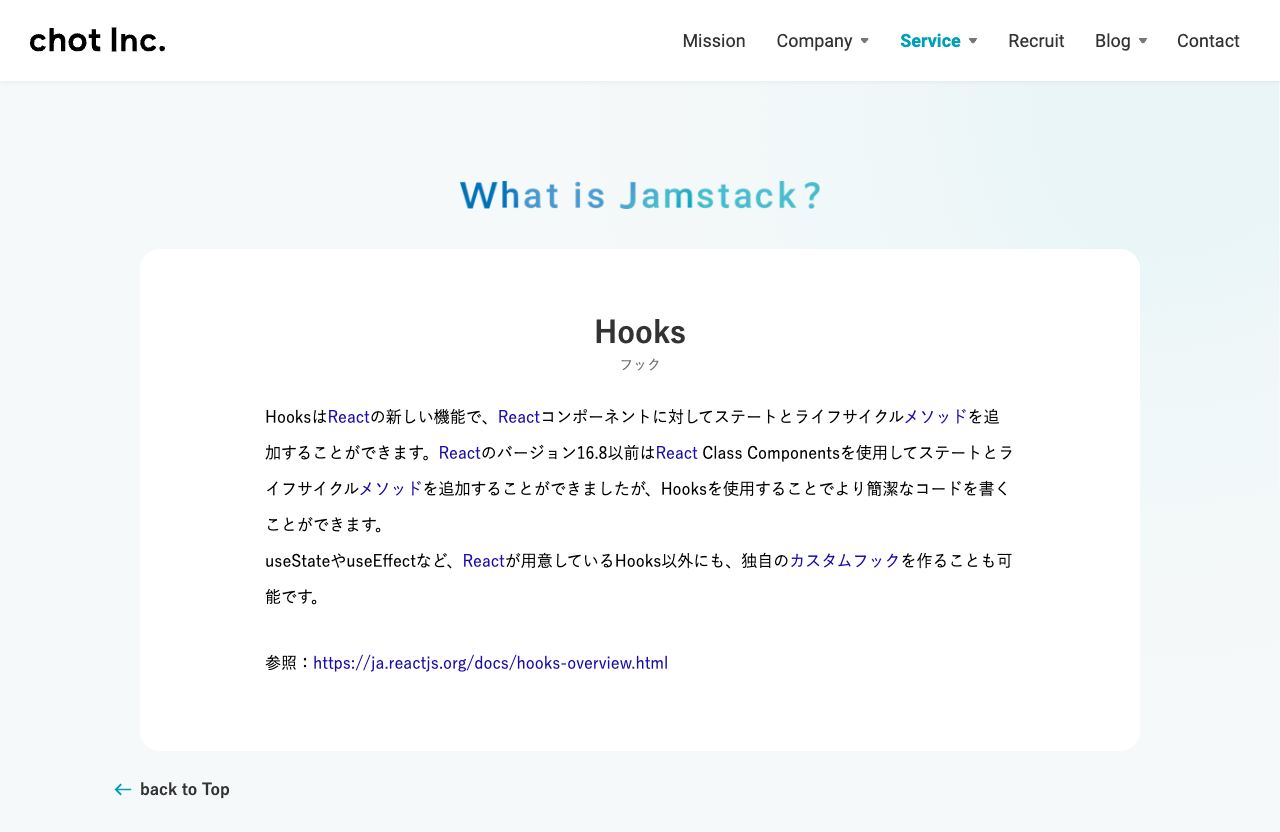 chot Inc.
Mission Company Service Recruit Blog Contact
What is Jamstack?
Hooks
フック
HooksはReactの新しい機能で、Reactコンポーネントに対してステートとライフサイクルメソッドを追
加することができます。Reactのバージョン16.8以前はReact Class Componentsを使用してステートとラ
イフサイクルメソッドを追加することができましたが、Hooksを使用することでより簡潔なコードを書く
ことができます。
useStateやuseEffectなど、Reactが用意しているHooks以外にも、独自のカスタムフックを作ることも可
能です。
参照：https://ja.reactjs.org/docs/hooks-overview.html
back to Top